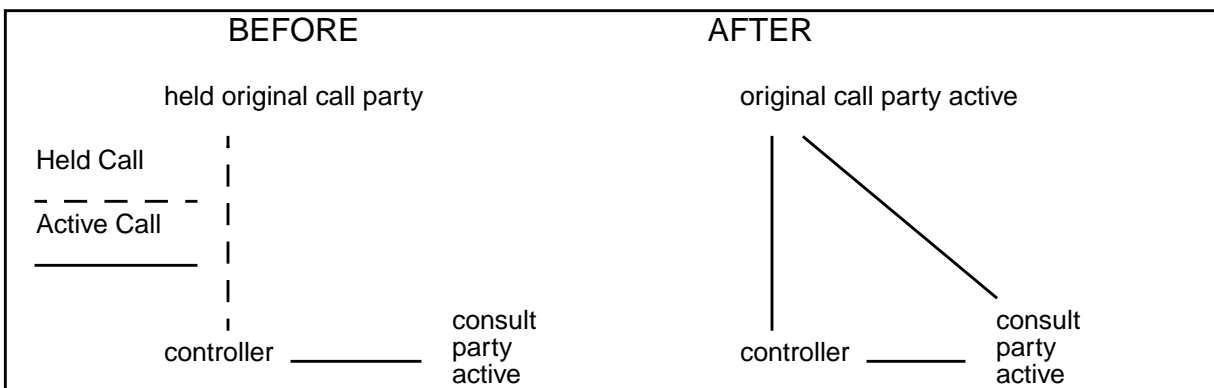 BEFORE
AFTER
held original call party
original call party active
Held Call
Active Call
controller
consult
party
active
controller
consult
party
active